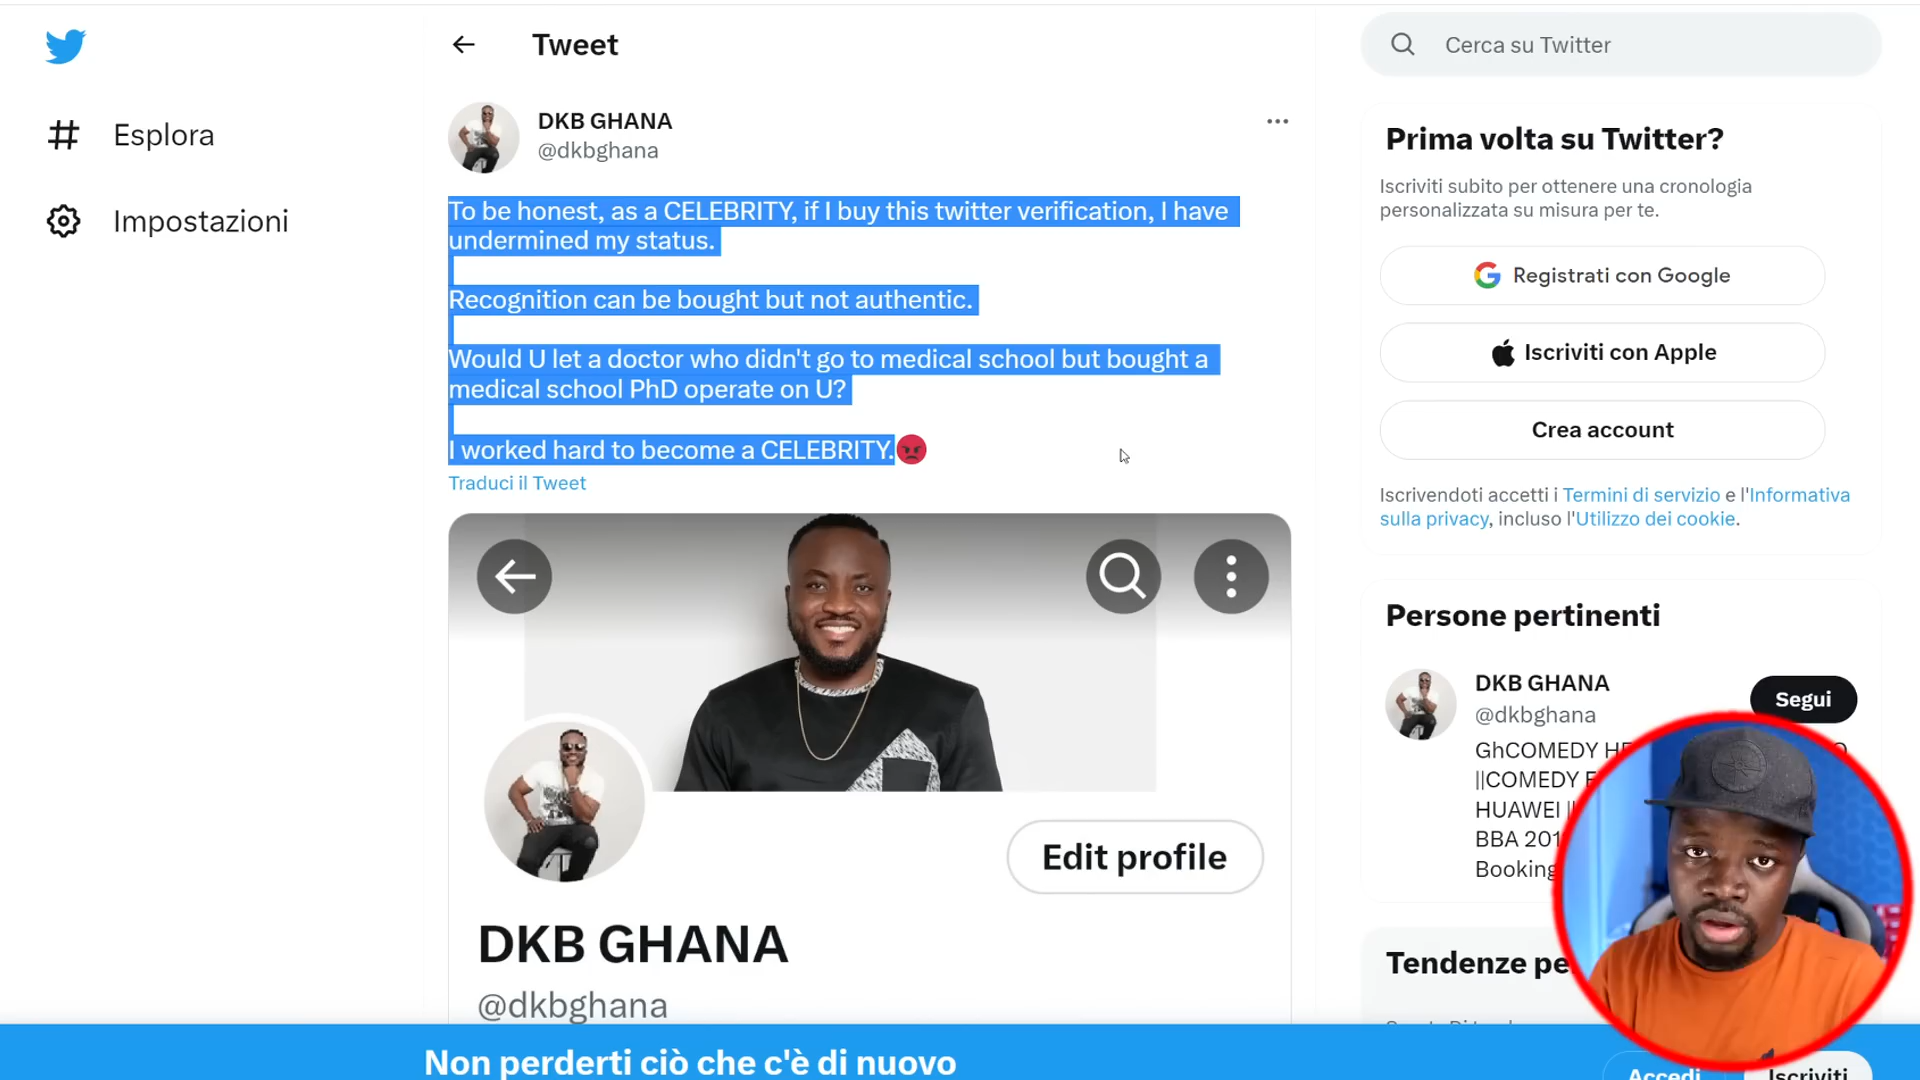 Tweet
Cerca su Twitter
Esplora
Impostazioni
DKB GHANA
@dkbghana
To be honest, as a CELEBRITY, if I buy this twitter verification, I have
undermined my status.
Recognition can be bought but not authentic.
Would U let a doctor who didn't go to medical school but bought a
medical school PhD operate on U?
I worked hard to become a CELEBRITY.😡
Traduci il Tweet
Edit profile
DKB GHANA
@dkbghana
Prima volta su Twitter?
Iscriviti subito per ottenere una cronologia
personalizzata su misura per te.
Registrati con Google
Iscriviti con Apple
Crea account
Iscrivendoti accetti i Termini di servizio e l'Informativa
sulla privacy, incluso l'Utilizzo dei cookie.
Persone pertinenti
DKB GHANA
@dkbghana
Segui
GhCOMEDY
||COMEDY
HUAWEI ||
BBA 201
Booking
Tendenze
Non perderti ciò che c'è di nuovo
Accedi
Iscriviti